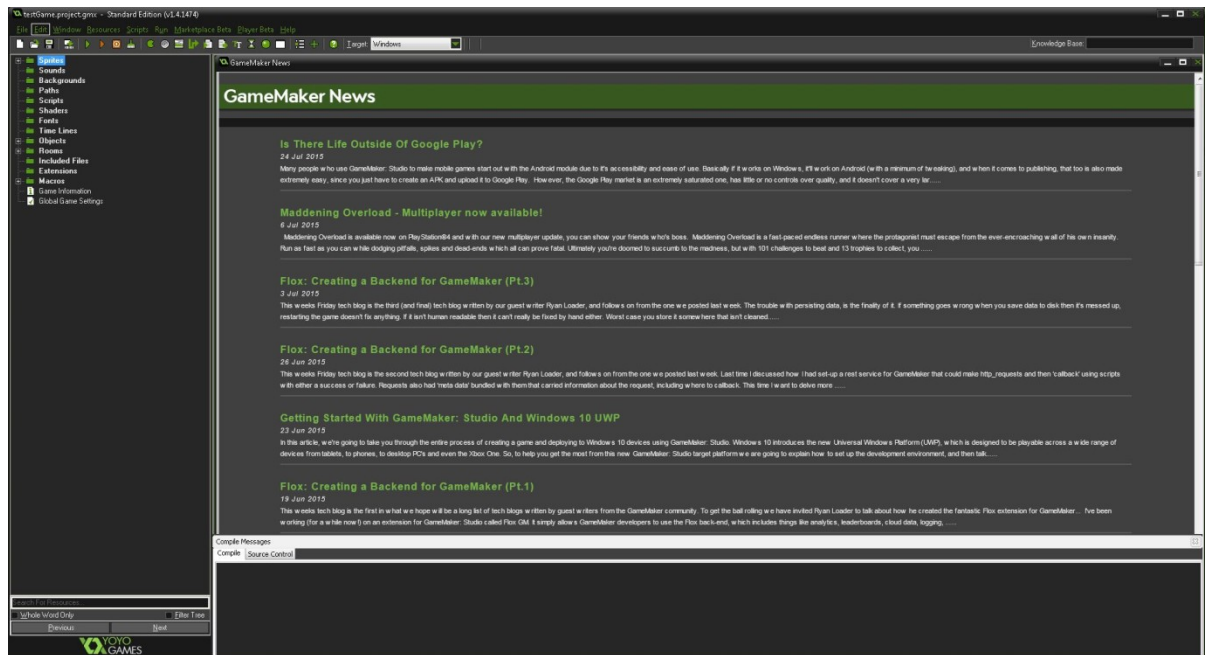 testGame.project.gmx - Standard Edition (v1.4.1474)
File Edit Window Resources Scripts Run Marketplace Beta Player Beta Help
Target: Windows
Knowledge Base:
Sprites
Sounds
Backgrounds
Paths
Scripts
Shaders
Fonts
Time Lines
Objects
Rooms
Included Files
Extensions
Macros
Game Information
Global Game Settings
Search For Resources
Whole Word Only Filter Tree
Previous Next
YOYO
GAMES
GameMaker News
GameMaker News
Is There Life Outside Of Google Play?
24 Jul 2015
Many people who use GameMaker: Studio to make mobile games start out with the Android module due to it's accessibility and ease of use. Basically if it works on Windows, it'll work on Android (with a minimum of tweaking), and when it comes to publishing, that too is also made
extremely easy, since you just have to create an APK and upload it to Google Play. However, the Google Play market is an extremely saturated one, has little or no controls over quality, and it doesn't cover a very lar......
Maddening Overload - Multiplayer now available!
6 Jul 2015
Maddening Overload is available now on PlayStation®4 and with our new multiplayer update, you can show your friends who's boss. Maddening Overload is a fast-paced endless runner where the protagonist must escape from the ever-encroaching wall of his own insanity.
Run as fast as you can while dodging pitfalls, spikes and dead-ends which all can prove fatal. Ultimately you're doomed to succumb to the madness, but with 101 challenges to beat and 13 trophies to collect, you......
Flox: Creating a Backend for GameMaker (Pt.3)
3 Jul 2015
This weeks Friday tech blog is the third (and final) tech blog written by our guest writer Ryan Loader, and follows on from the one we posted last week. The trouble with persisting data, is the finality of it. If something goes wrong when you save data to disk then it's messed up,
restarting the game doesn't fix anything. If it isn't human readable then it can't really be fixed by hand either. Worst case you store it somewhere that isn't cleaned......
Flox: Creating a Backend for GameMaker (Pt.2)
26 Jun 2015
This weeks Friday tech blog is the second tech blog written by our guest writer Ryan Loader, and follows on from the one we posted last week. Last time I discussed how I had set-up a rest service for GameMaker that could make http_requests and then 'callback' using scripts
with either a success or failure. Requests also had 'meta data' bundled with them that carried information about the request, including where to callback. This time I want to delve more ......
Getting Started With GameMaker: Studio And Windows 10 UWP
23 Jun 2015
In this article, we're going to take you through the entire process of creating a game and deploying to Windows 10 devices using GameMaker: Studio. Windows 10 introduces the new Universal Windows Platform (UWP), which is designed to be playable across a wide range of
devices from tablets, to phones, to desktop PC's and even the Xbox One. So, to help you get the most from this new GameMaker: Studio target platform we are going to explain how to set up the development environment, and then talk......
Flox: Creating a Backend for GameMaker (Pt.1)
19 Jun 2015
This weeks tech blog is the first in what we hope will be a long list of tech blogs written by guest writers from the GameMaker community. To get the ball rolling we have invited Ryan Loader to talk about how he created the fantastic Flox extension for GameMaker... I've been
working (for a while now!) on an extension for GameMaker: Studio called Flox GM. It simply allows GameMaker developers to use the Flox back-end, which includes things like analytics, leaderboards, cloud data, logging, ......
Compile Messages
Compile Source Control